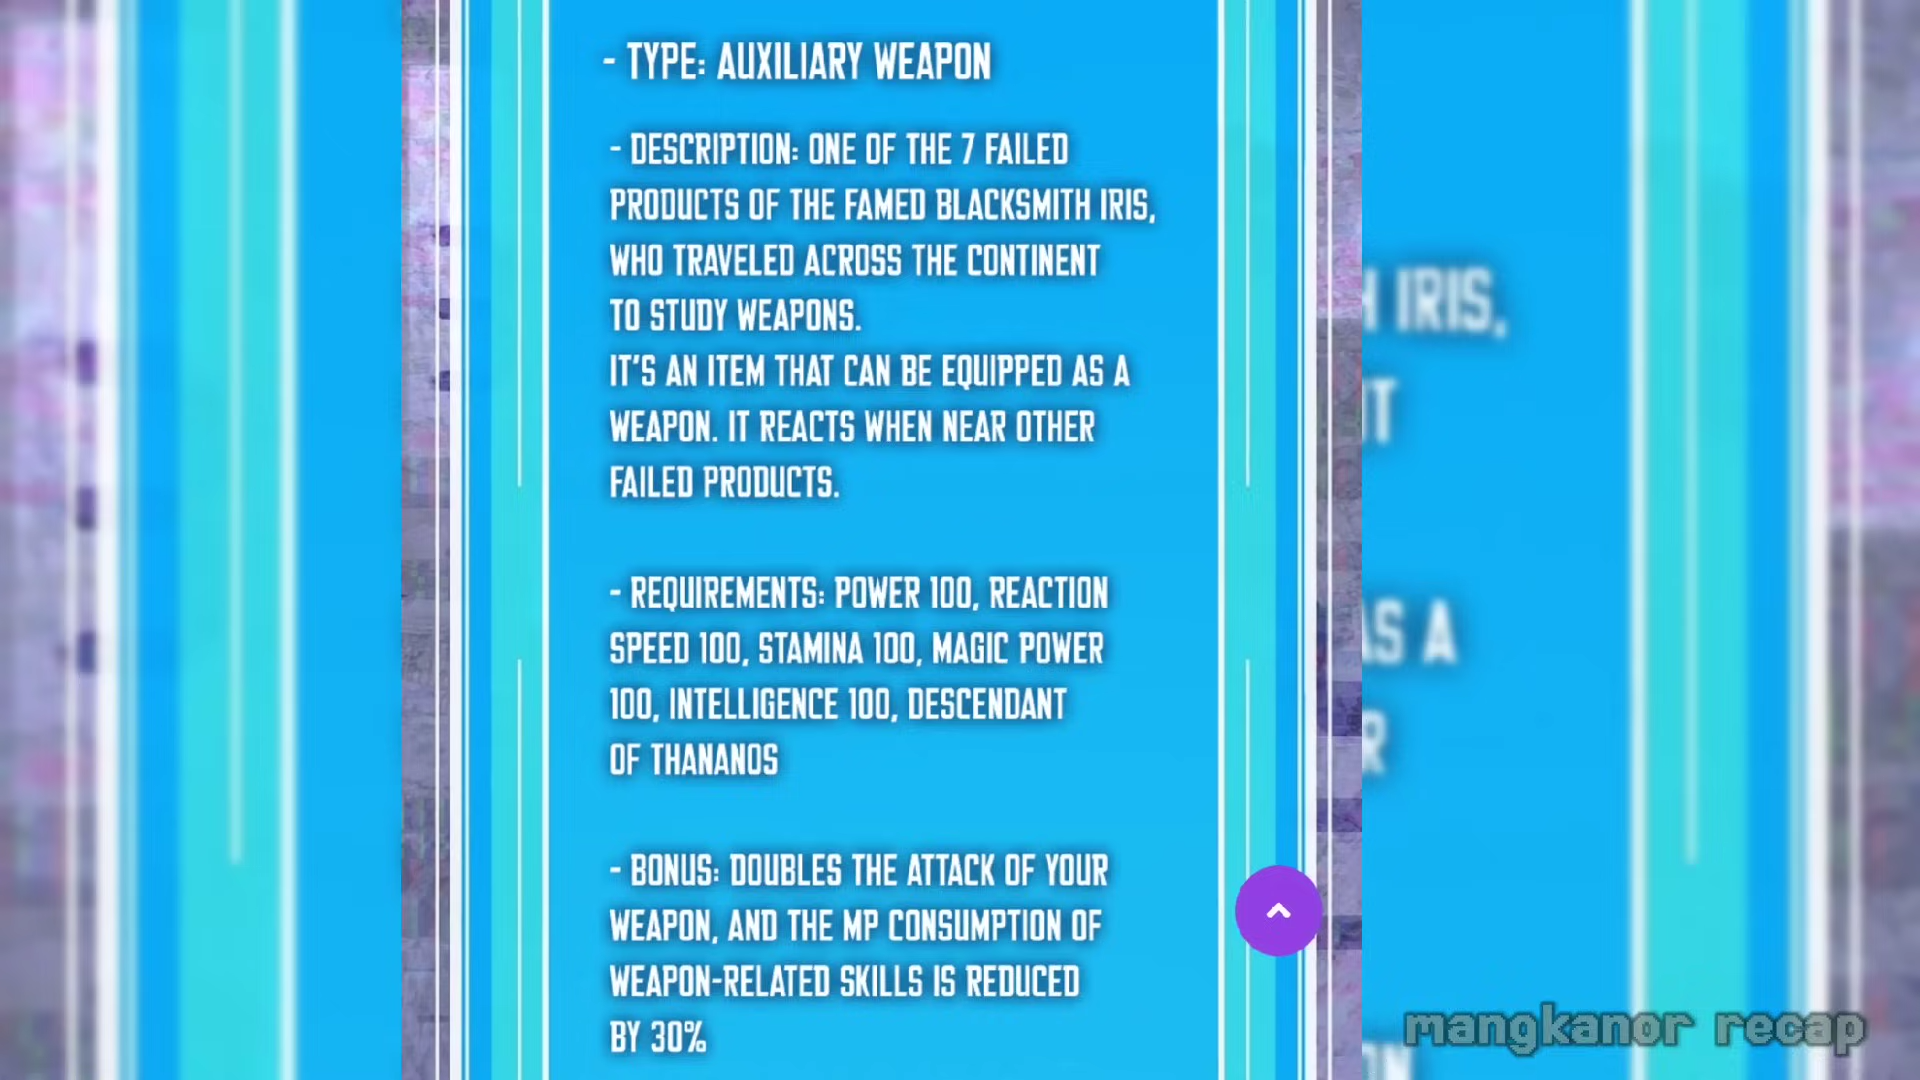 - TYPE: AUXILIARY WEAPON
- DESCRIPTION: ONE OF THE 7 FAILED
PRODUCTS OF THE FAMED BLACKSMITH IRIS,
WHO TRAVELED ACROSS THE CONTINENT
TO STUDY WEAPONS.
IT'S AN ITEM THAT CAN BE EQUIPPED AS A
WEAPON. IT REACTS WHEN NEAR OTHER
FAILED PRODUCTS.
- REQUIREMENTS: POWER 100, REACTION
SPEED 100, STAMINA 100, MAGIC POWER
100, INTELLIGENCE 100, DESCENDANT
OF THANANOS
- BONUS: DOUBLES THE ATTACK OF YOUR
WEAPON, AND THE MP CONSUMPTION OF
WEAPON-RELATED SKILLS IS REDUCED
BY 30%
IRIS,
AS A
mangkanor recap